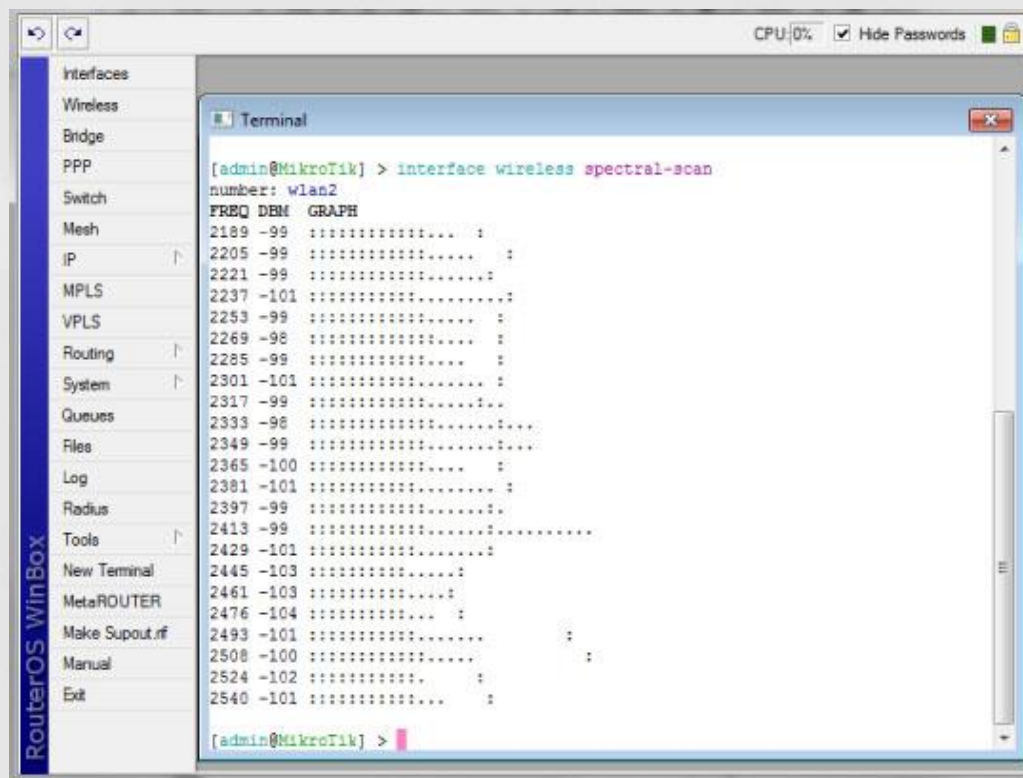 CPU:0% Hide Passwords
RouterOS WinBox
Interfaces
Wireless
Bridge
PPP
Switch
Mesh
IP
MPLS
VPLS
Routing
System
Queues
Files
Log
Radius
Tools
New Terminal
MetaROUTER
Make Supout.rif
Manual
Exit
Terminal
[admin@MikroTik] > interface wireless spectral-scan
number: wlan2
FREQ DBM GRAPH
2189 -99 ::::::::::::... :
2205 -99 ::::::::::::..... :
2221 -99 ::::::::::::......:
2237 -101 :::::::::::.........:
2253 -99 ::::::::::::..... :
2269 -98 ::::::::::::.... :
2285 -99 ::::::::::::.... :
2301 -101 :::::::::::....... :
2317 -99 ::::::::::::.....:..
2333 -98 ::::::::::::......:...
2349 -99 ::::::::::::.......:...
2365 -100 :::::::::::.... :
2381 -101 :::::::::::........ :
2397 -99 ::::::::::::......:.
2413 -99 ::::::::::::......:..........
2429 -101 :::::::::::.......:
2445 -103 ::::::::::.....:
2461 -103 ::::::::::....:
2476 -104 ::::::::::... :
2493 -101 :::::::::::....... :
2508 -100 ::::::::::::..... :
2524 -102 :::::::::::. :
2540 -101 :::::::::::... :
[admin@MikroTik] >